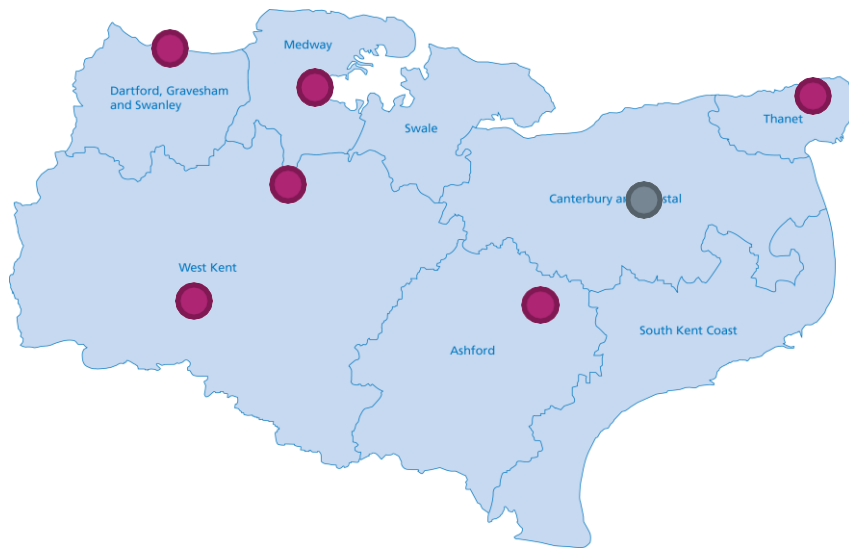 Medway
Dartford, Gravesham
and Swanley
Thanet
Swale
Canterbury
West Kent
South Kent Coast
Ashford